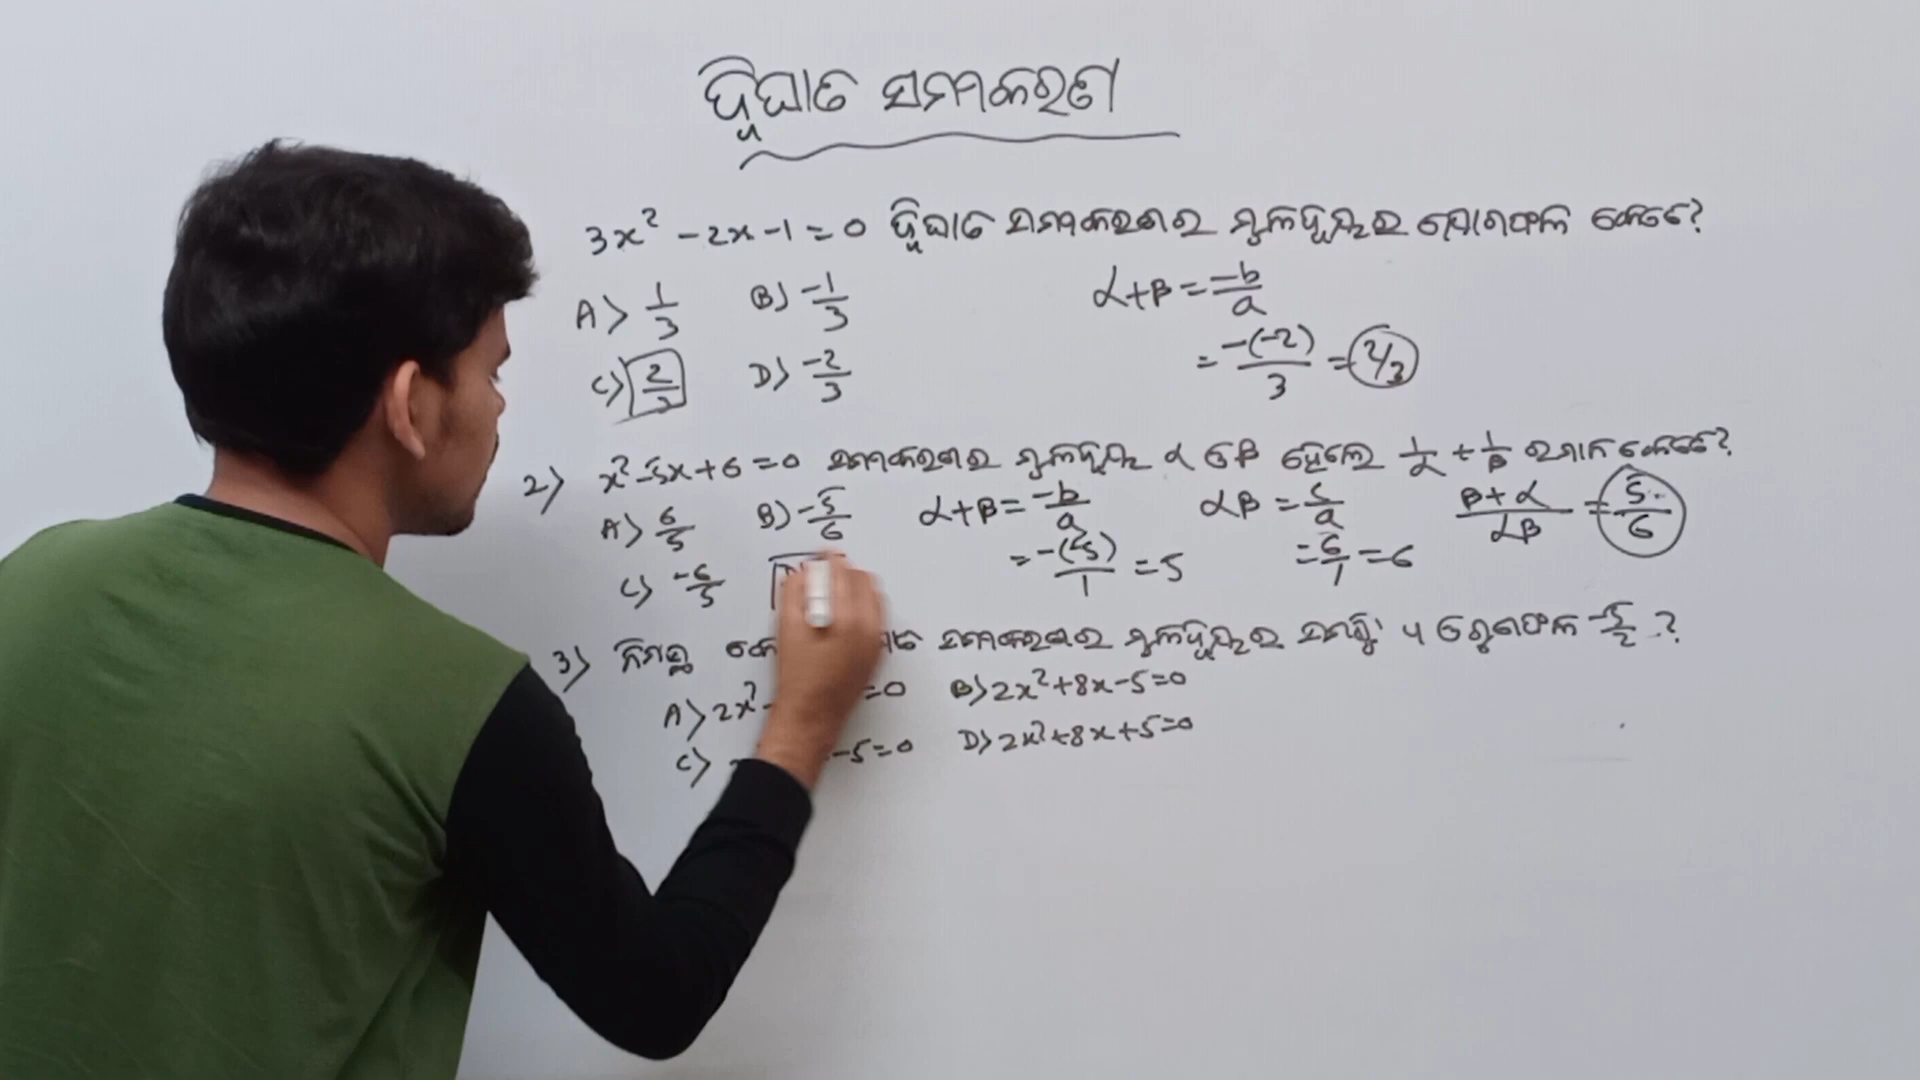 ଦ୍ୱିଘାତ ସମୀକରଣ
3x² - 2x - 1 = 0 ଦ୍ୱିଘାତ ସମୀକରଣର ମୂଳଦ୍ୱୟର ଯୋଗଫଳ କେତେ?
A) 1/3 B) -1/3 α+β = -b/a
C) 2/3 D) -2/3 = -(-2)/3 = 2/3
2) x² - 5x + 6 = 0 ସମୀକରଣର ମୂଳଦ୍ୱୟ α ଓ β ହେଲେ 1/α + 1/β ର ମାନ କେତେ?
A) 6/5 B) -5/6 α+β = -b/a αβ = c/a β+α/αβ = 5/6
C) -6/5 = -(-5)/1 = 5 = 6/1 = 6
3) ସମୀକରଣର ମୂଳଦ୍ୱୟର ସମଷ୍ଟି 4 ଓ ଗୁଣଫଳ -5/2 ?
A) 2x² =0 B) 2x² + 8x - 5 = 0
C) -5=0 D) 2x² + 8x + 5 = 0